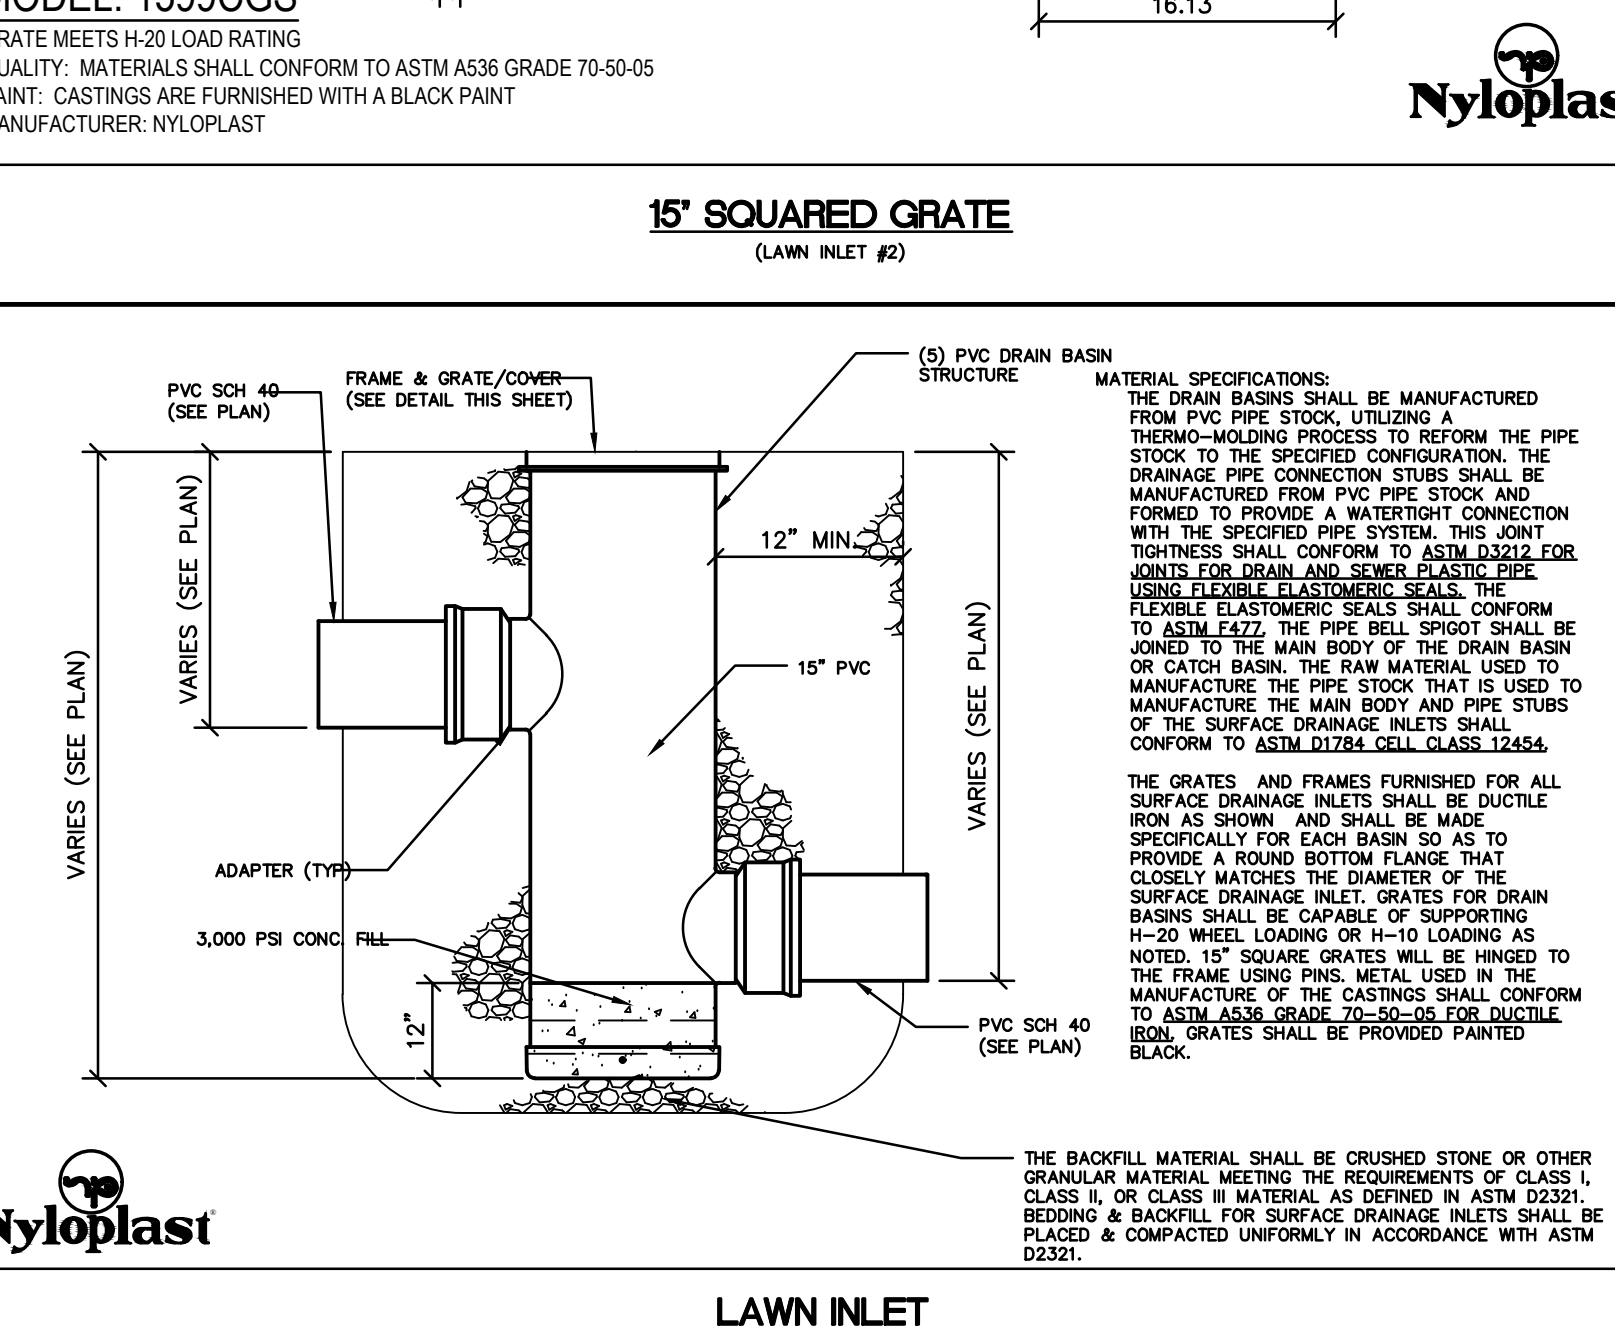 MODEL: 1599CGS
RATE MEETS H-20 LOAD RATING
UALITY: MATERIALS SHALL CONFORM TO ASTM A536 GRADE 70-50-05
AINT: CASTINGS ARE FURNISHED WITH A BLACK PAINT
ANUFACTURER: NYLOPLAST
16.13
Nyloplas
15" SQUARED GRATE
(LAWN INLET #2)
PVC SCH 40
(SEE PLAN)
FRAME & GRATE/COVER
(SEE DETAIL THIS SHEET)
(5) PVC DRAIN BASIN
STRUCTURE
12" MIN.
VARIES (SEE PLAN)
VARIES (SEE PLAN)
VARIES (SEE PLAN)
15" PVC
ADAPTER (TYP)
3,000 PSI CONC. FILL
12"
PVC SCH 40
(SEE PLAN)
MATERIAL SPECIFICATIONS:
THE DRAIN BASINS SHALL BE MANUFACTURED
FROM PVC PIPE STOCK, UTILIZING A
THERMO-MOLDING PROCESS TO REFORM THE PIPE
STOCK TO THE SPECIFIED CONFIGURATION. THE
DRAINAGE PIPE CONNECTION STUBS SHALL BE
MANUFACTURED FROM PVC PIPE STOCK AND
FORMED TO PROVIDE A WATERTIGHT CONNECTION
WITH THE SPECIFIED PIPE SYSTEM. THIS JOINT
TIGHTNESS SHALL CONFORM TO ASTM D3212 FOR
JOINTS FOR DRAIN AND SEWER PLASTIC PIPE
USING FLEXIBLE ELASTOMERIC SEALS. THE
FLEXIBLE ELASTOMERIC SEALS SHALL CONFORM
TO ASTM F477. THE PIPE BELL SPIGOT SHALL BE
JOINED TO THE MAIN BODY OF THE DRAIN BASIN
OR CATCH BASIN. THE RAW MATERIAL USED TO
MANUFACTURE THE PIPE STOCK THAT IS USED TO
MANUFACTURE THE MAIN BODY AND PIPE STUBS
OF THE SURFACE DRAINAGE INLETS SHALL
CONFORM TO ASTM D1784 CELL CLASS 12454.
THE GRATES AND FRAMES FURNISHED FOR ALL
SURFACE DRAINAGE INLETS SHALL BE DUCTILE
IRON AS SHOWN AND SHALL BE MADE
SPECIFICALLY FOR EACH BASIN SO AS TO
PROVIDE A ROUND BOTTOM FLANGE THAT
CLOSELY MATCHES THE DIAMETER OF THE
SURFACE DRAINAGE INLET. GRATES FOR DRAIN
BASINS SHALL BE CAPABLE OF SUPPORTING
H-20 WHEEL LOADING OR H-10 LOADING AS
NOTED. 15" SQUARE GRATES WILL BE HINGED TO
THE FRAME USING PINS. METAL USED IN THE
MANUFACTURE OF THE CASTINGS SHALL CONFORM
TO ASTM A536 GRADE 70-50-05 FOR DUCTILE
IRON. GRATES SHALL BE PROVIDED PAINTED
BLACK.
THE BACKFILL MATERIAL SHALL BE CRUSHED STONE OR OTHER
GRANULAR MATERIAL MEETING THE REQUIREMENTS OF CLASS I,
CLASS II, OR CLASS III MATERIAL AS DEFINED IN ASTM D2321.
BEDDING & BACKFILL FOR SURFACE DRAINAGE INLETS SHALL BE
PLACED & COMPACTED UNIFORMLY IN ACCORDANCE WITH ASTM
D2321.
Nyloplast®
LAWN INLET